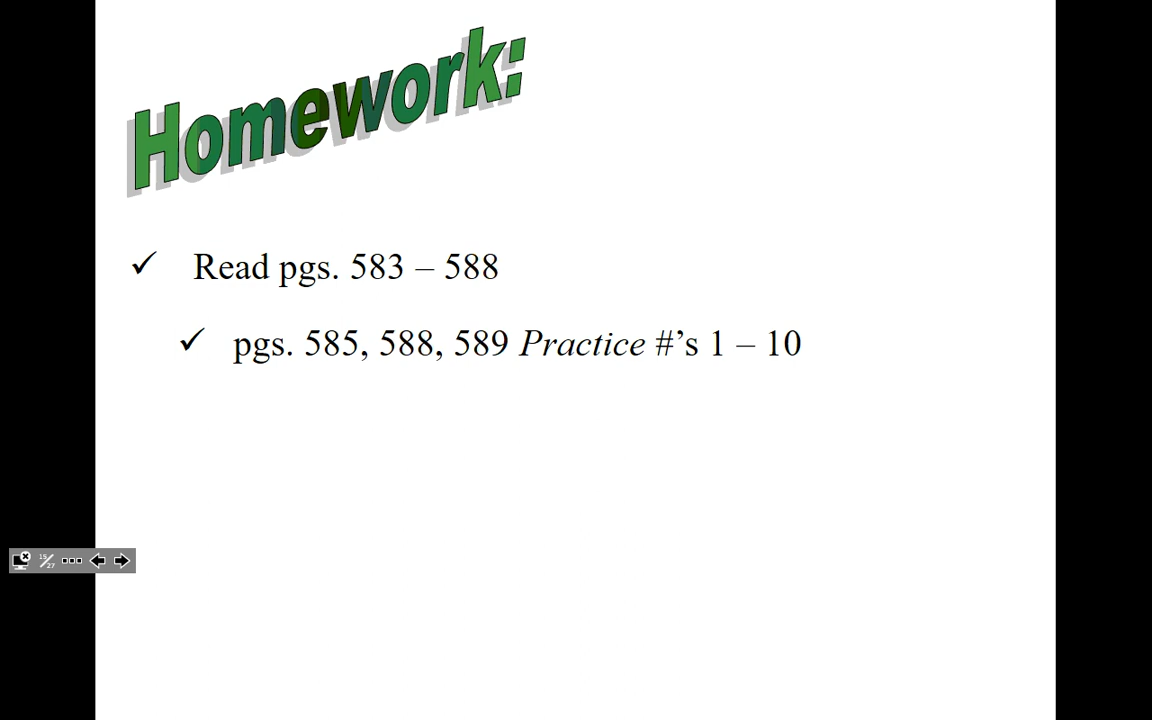 Homework:
✓ Read pgs. 583 – 588
✓ pgs. 585, 588, 589 Practice #’s 1 – 10